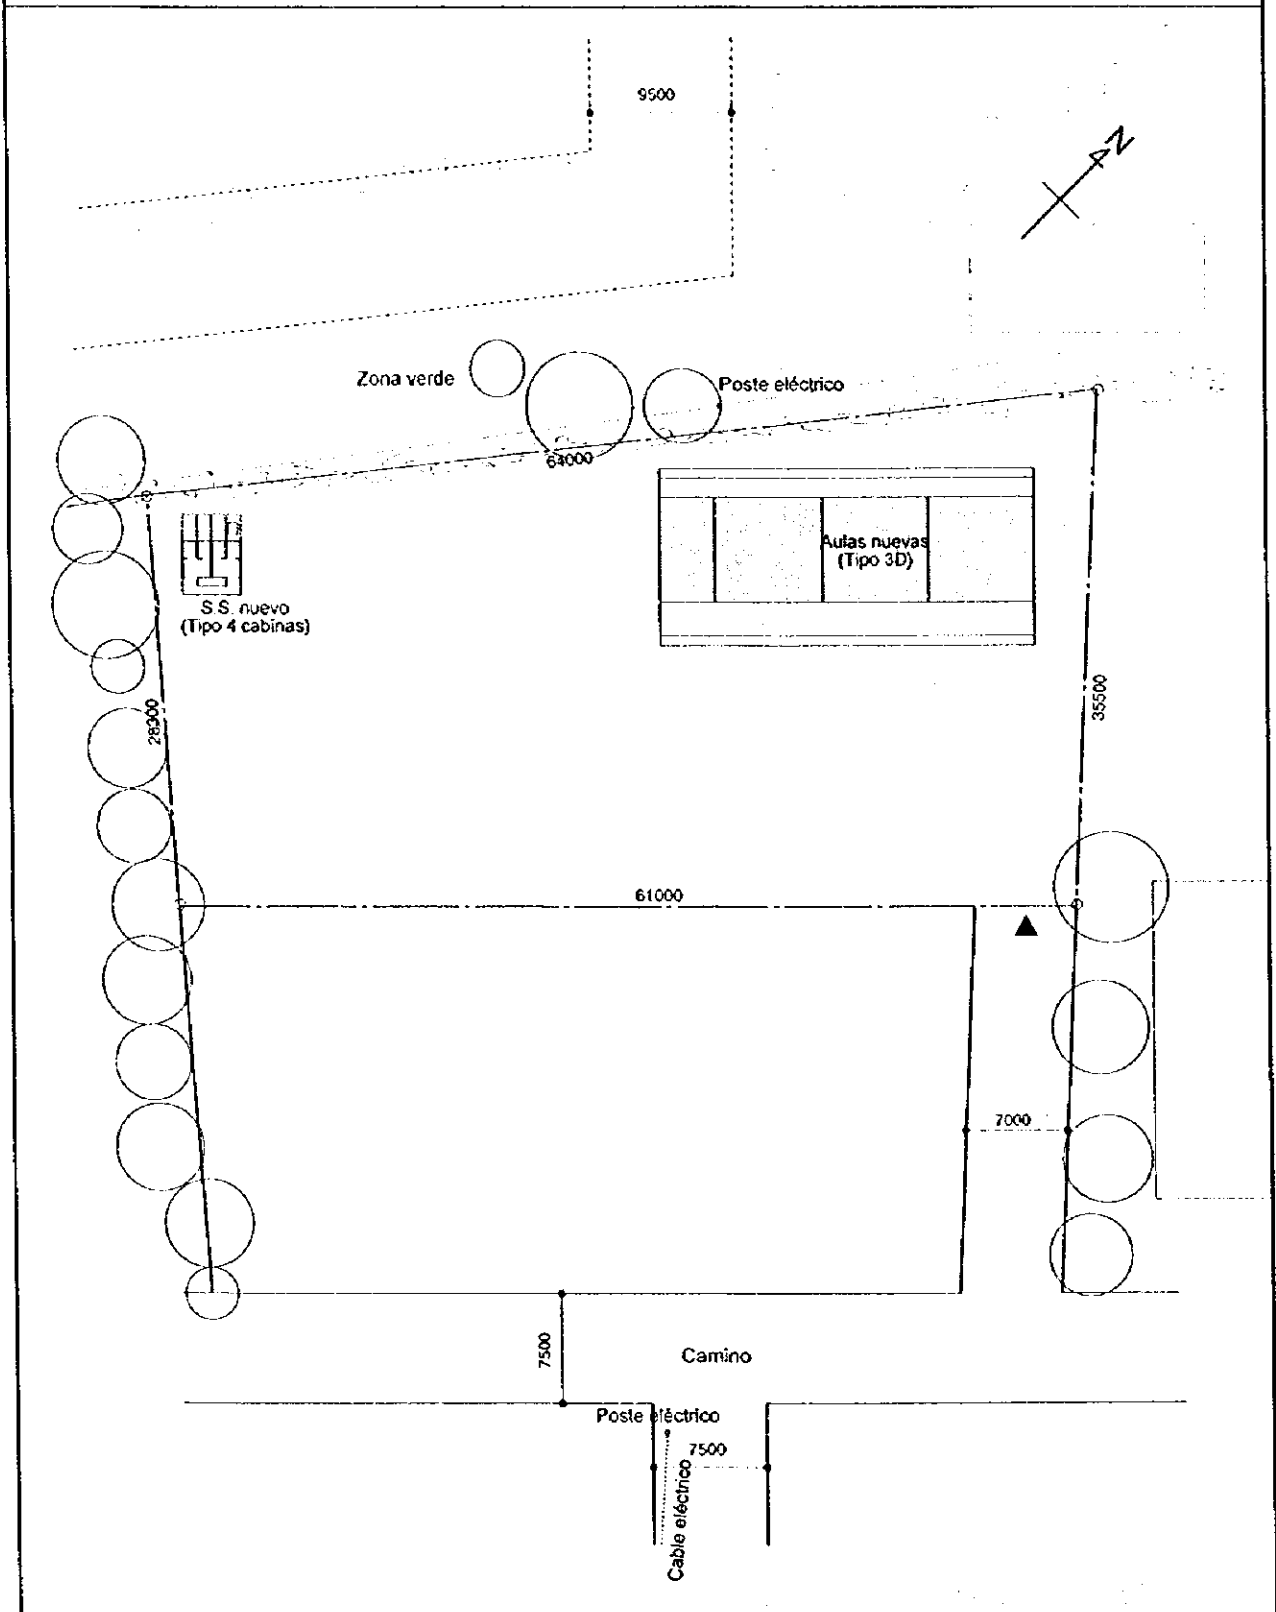 9500
N
Zona verde
Poste eléctrico
64000
Aulas nuevas
(Tipo 3D)
S.S. nuevo
(Tipo 4 cabinas)
28300
35500
61000
7000
7500
Camino
Poste eléctrico
7500
Cable eléctrico